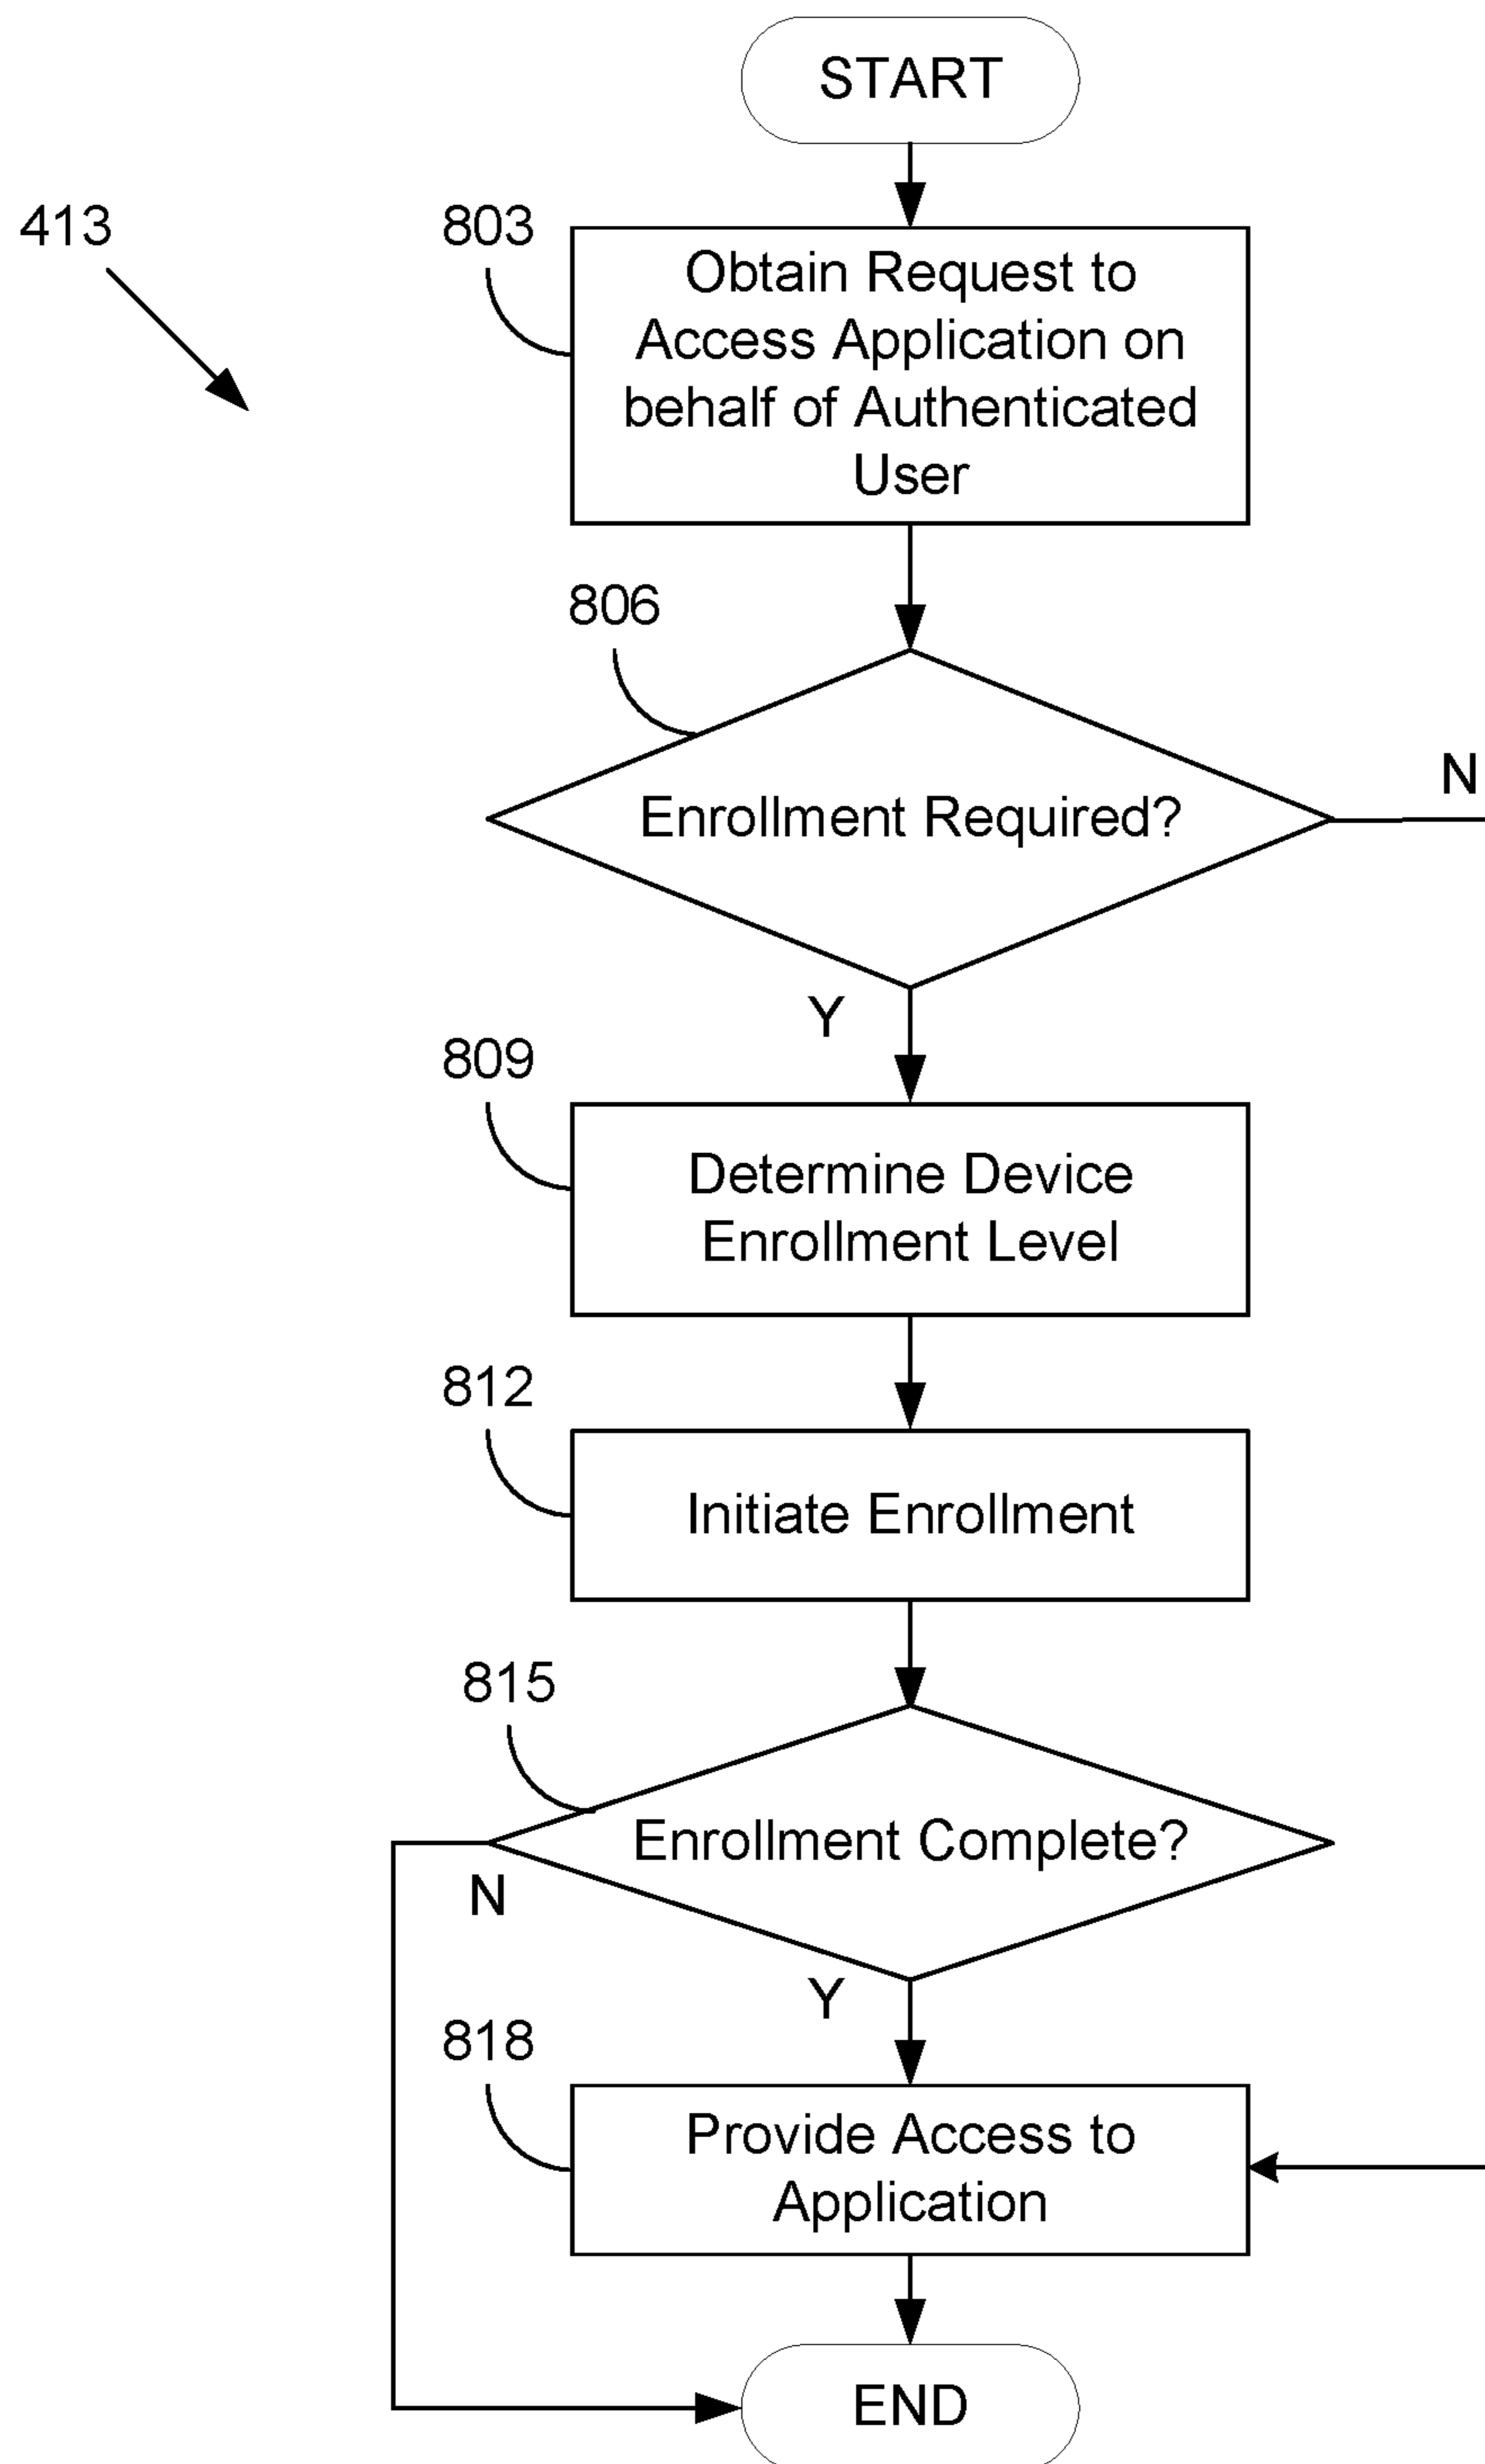 START
413
803
Obtain Request to
Access Application on
behalf of Authenticated
User
806
Enrollment Required?
N
Y
809
Determine Device
Enrollment Level
812
Initiate Enrollment
815
Enrollment Complete?
N
Y
818
Provide Access to
Application
END